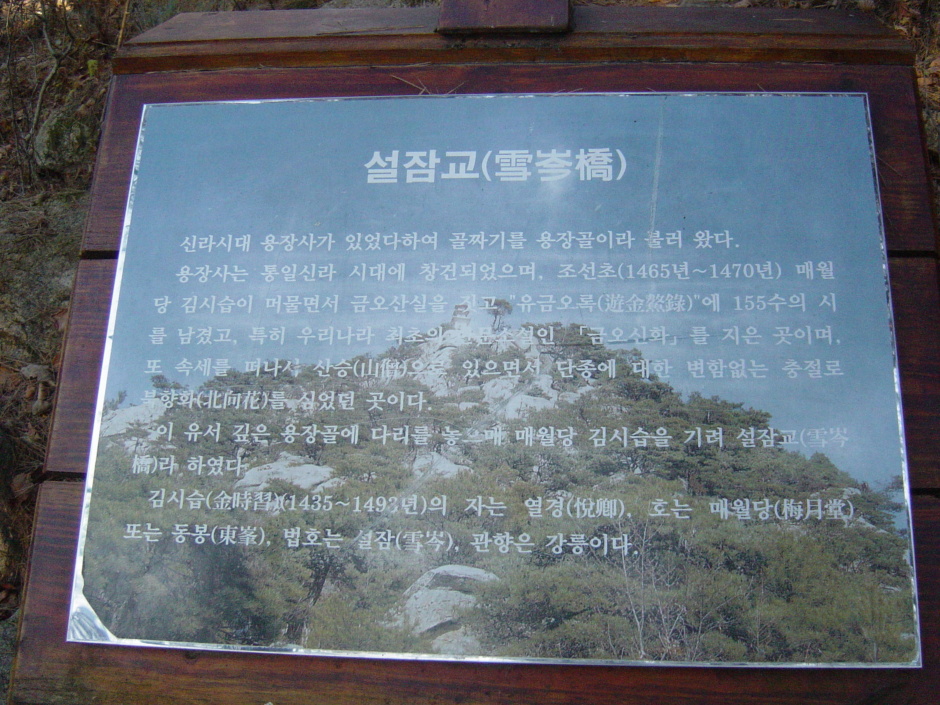 설잠교(雪岑橋)
신라시대 용장사가 있었다하여 골짜기를 용장골이라 불러 왔다.
용장사는 통일신라 시대에 창건되었으며, 조선초(1465년~1470년) 매월
당 김시습이 머물면서 금오산실을 짓고 "유금오록(遊金鰲錄)"에 155수의 시
를 남겼고, 특히 우리나라 최초의 한문소설인 「금오신화」를 지은 곳이며,
또 속세를 떠나서 산승(山僧)으로 있으면서 단종에 대한 변함없는 충절로
북향화(北向花)를 심었던 곳이다.
이 유서 깊은 용장골에 다리를 놓으매 매월당 김시습을 기려 설잠교(雪岑
橋)라 하였다.
김시습(金時習)(1435~1493년)의 자는 열경(悅卿), 호는 매월당(梅月堂)
또는 동봉(東峯), 법호는 설잠(雪岑), 관향은 강릉이다.